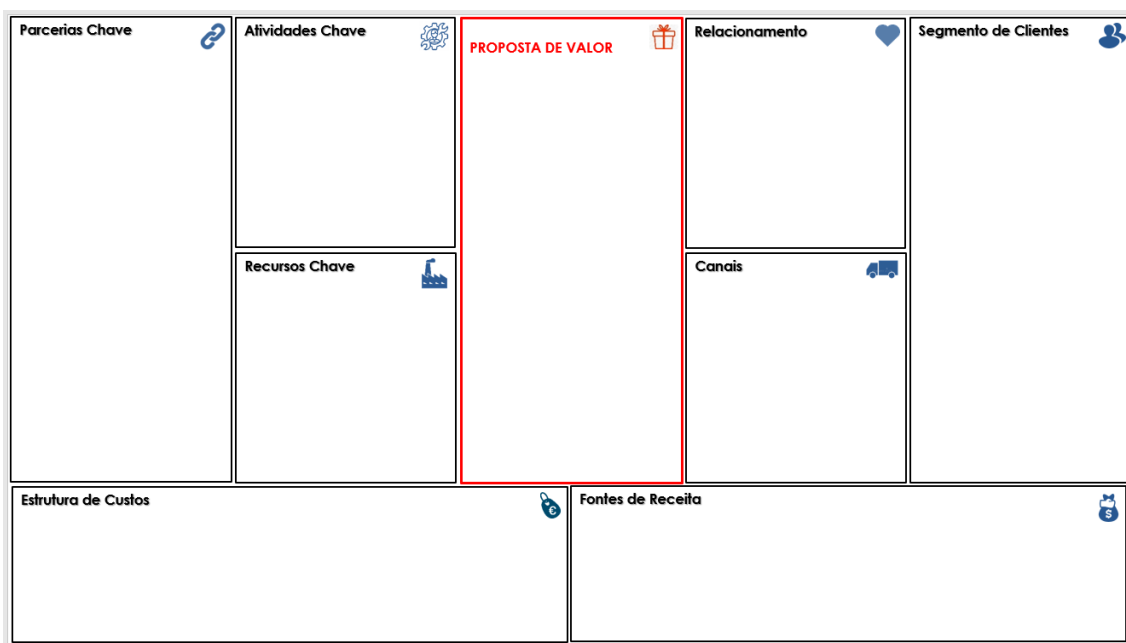 Parcerias Chave
Atividades Chave
PROPOSTA DE VALOR
Relacionamento
Segmento de Clientes
Recursos Chave
Canais
Estrutura de Custos
€
Fontes de Receita
$